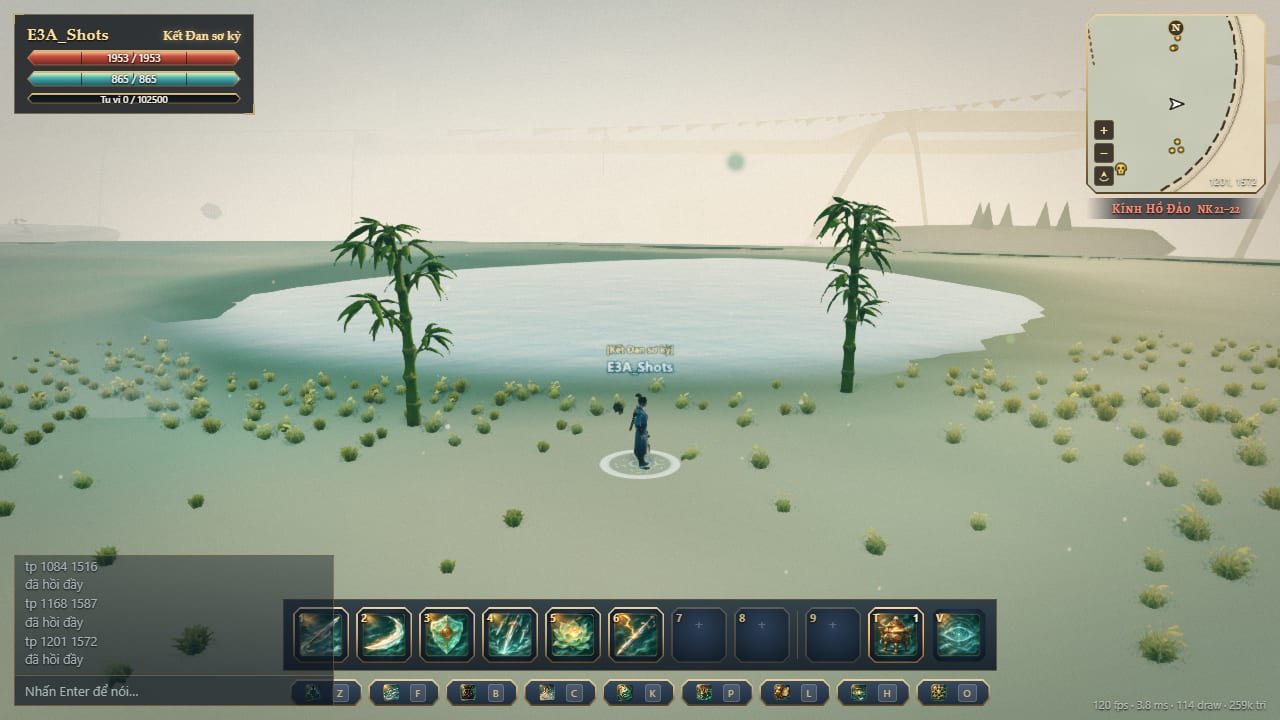 E3A_Shots
Kết Đan sơ kỳ
1953 / 1953
865 / 865
Tu vi 0 / 102500
N
+
−
1201, 1572
Kính Hồ Đảo NK 21–22
[Kết Đan sơ kỳ]
E3A_Shots
tp 1084 1516
đã hồi đầy
tp 1168 1587
đã hồi đầy
tp 1201 1572
đã hồi đầy
Nhấn Enter để nói...
1 2 3 4 5 6 7 + 8 + 9 + T 1 V
Z F B C K P L H O
120 fps · 3.8 ms · 114 draw · 259k tri